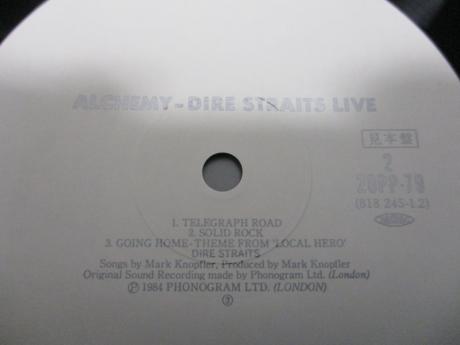 ALCHEMY - DIRE STRAITS LIVE
見本盤
2
20PP-79
(818 245-1.2)
1. TELEGRAPH ROAD
2. SOLID ROCK
3. GOING HOME - THEME FROM 'LOCAL HERO'
DIRE STRAITS
Songs by Mark Knopfler, Produced by Mark Knopfler
Original Sound Recording made by Phonogram Ltd. (London)
Ⓟ 1984 PHONOGRAM LTD. (LONDON)